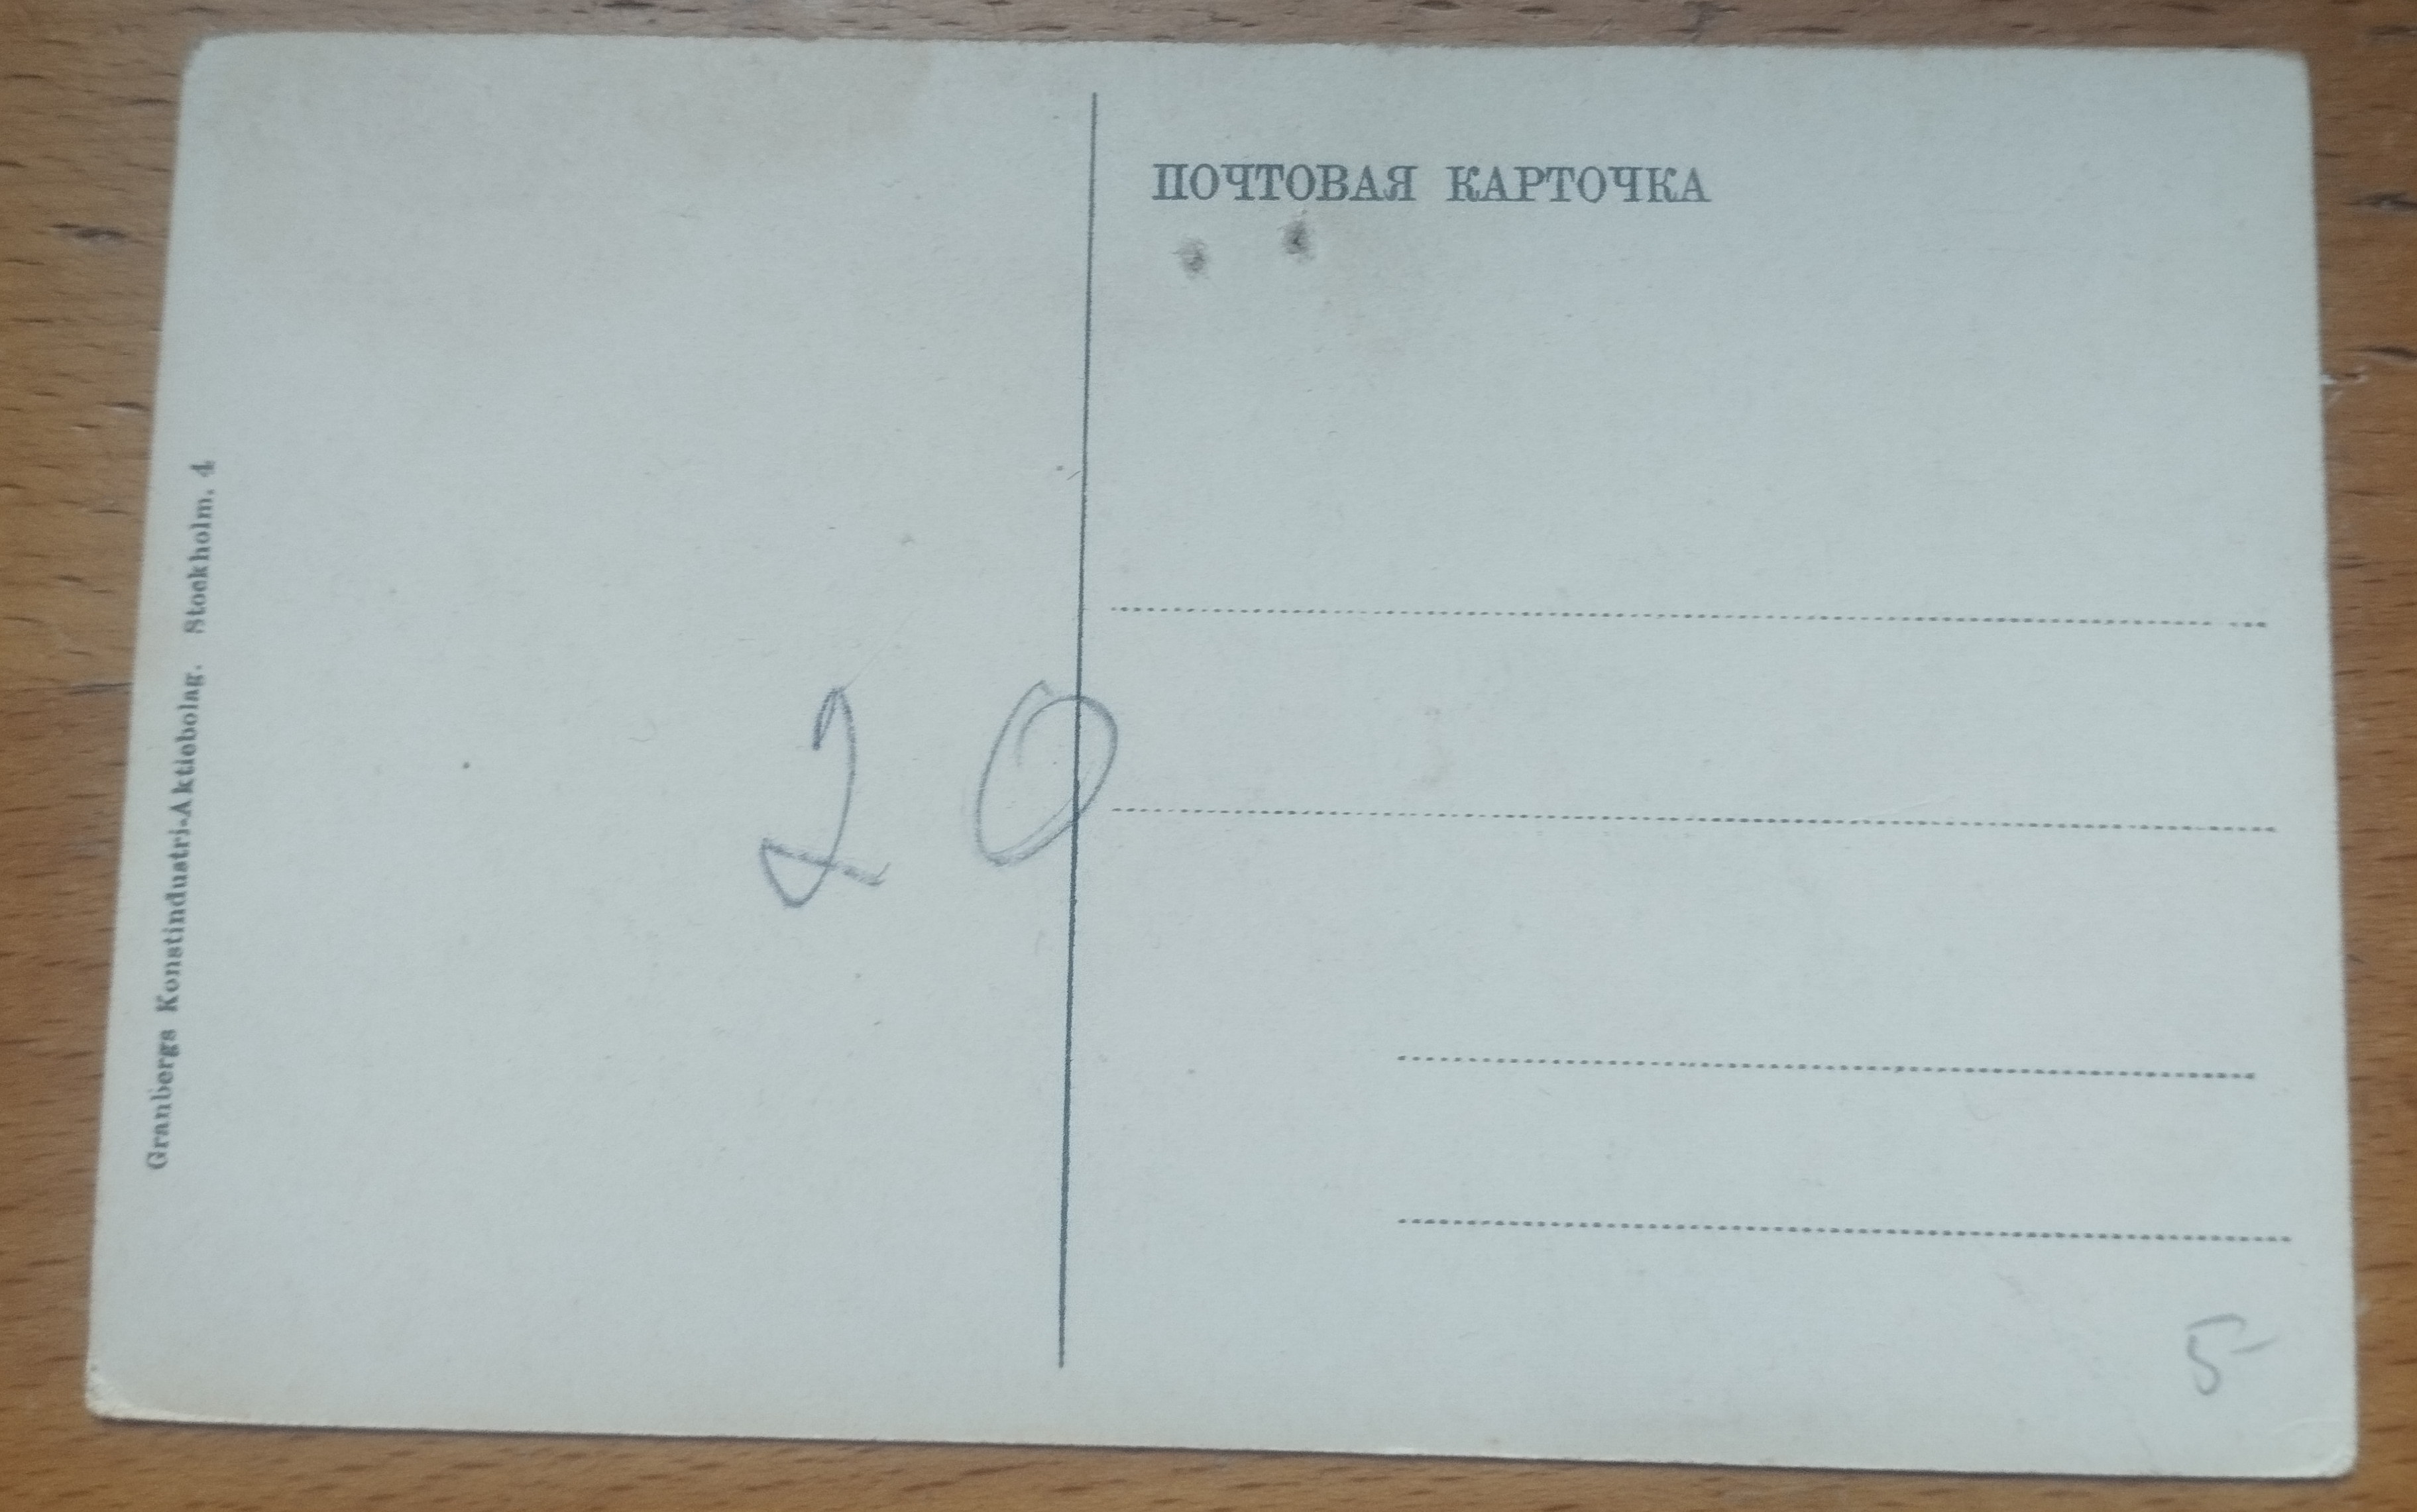 ПОЧТОВАЯ КАРТОЧКА
Granbergs Konstindustri-Aktiebolag. Stockholm. 4
20
5-